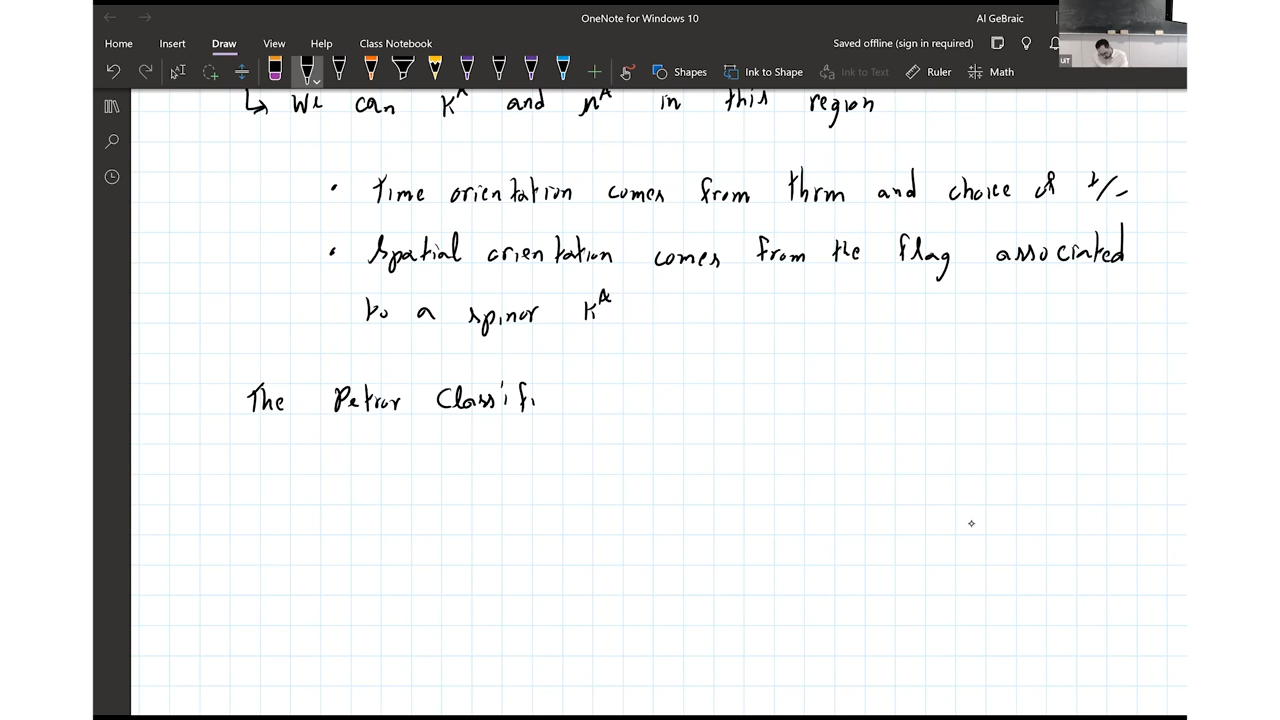 OneNote for Windows 10
Al GeBraic
Home Insert Draw View Help Class Notebook
Saved offline (sign in required)
Shapes Ink to Shape Ink to Text Ruler Math
UiT
↳ We can K^A and n^A in this region
• Time orientation comes from them and choice of +/-
• Spatial orientation comes from the flag associated
to a spinor K^A
The Petrov Classifi